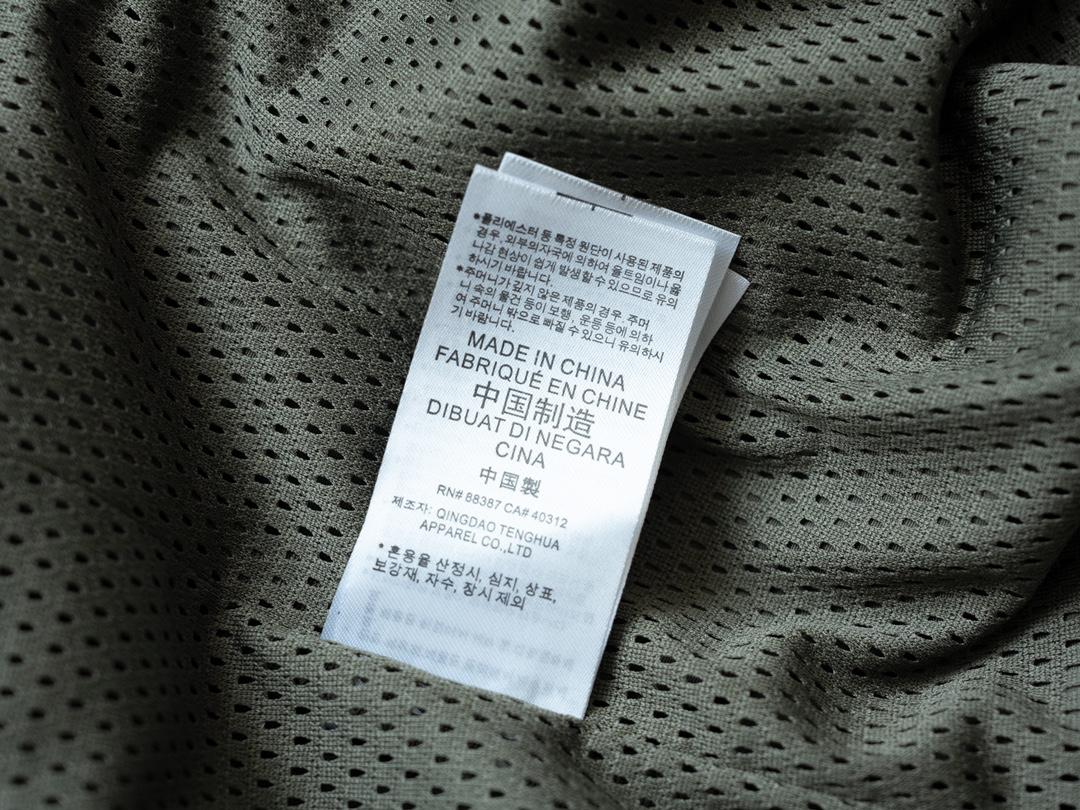 *폴리에스터 등 특정 원단이 사용된 제품의
경우, 외부의자국에 의하여 올트임이나 올
나감 현상이 쉽게 발생할 수 있으므로 유의
하시기 바랍니다.
*주머니가 깊지 않은 제품의 경우, 주머
니 속의 물건 등이 보행, 운동 등에 의하
여 주머니 밖으로 빠질 수 있으니 유의하시
기 바랍니다.
MADE IN CHINA
FABRIQUÉ EN CHINE
中国制造
DIBUAT DI NEGARA
CINA
中国製
RN# 88387 CA# 40312
제조자: QINGDAO TENGHUA
APPAREL CO.,LTD
* 혼용율 산정시, 심지, 상표,
보강재, 자수, 장시 제외